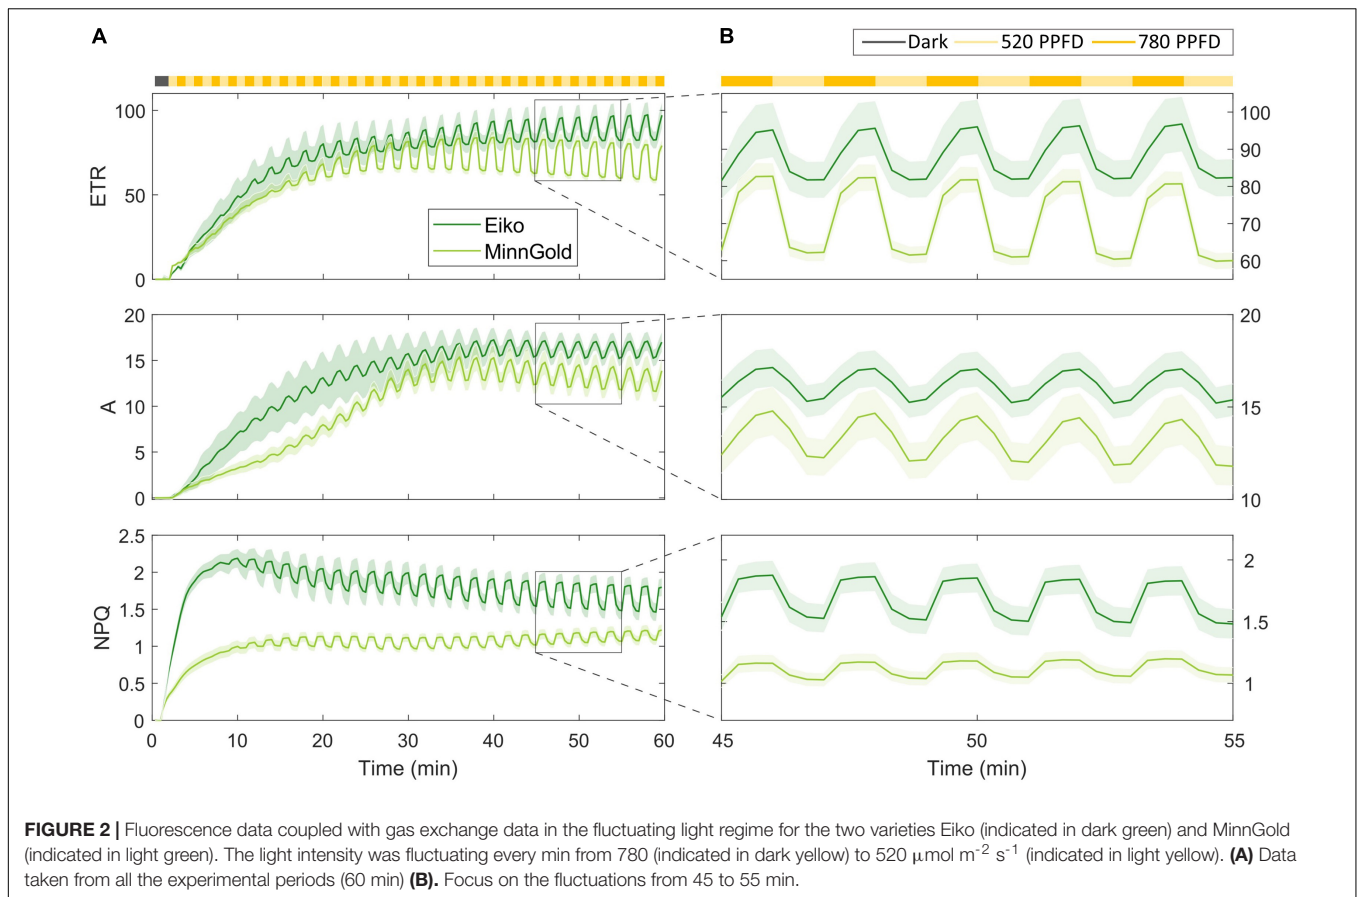 A
B
Dark 520 PPFD 780 PPFD
100
50
0
ETR
Eiko
MinnGold
100
90
80
70
60
20
15
10
5
0
A
20
15
10
2.5
2
1.5
1
0.5
0
NPQ
2
1.5
1
0 10 20 30 40 50 60
Time (min)
45 50 55
Time (min)
FIGURE 2 | Fluorescence data coupled with gas exchange data in the fluctuating light regime for the two varieties Eiko (indicated in dark green) and MinnGold
(indicated in light green). The light intensity was fluctuating every min from 780 (indicated in dark yellow) to 520 μmol m⁻² s⁻¹ (indicated in light yellow). (A) Data
taken from all the experimental periods (60 min) (B). Focus on the fluctuations from 45 to 55 min.